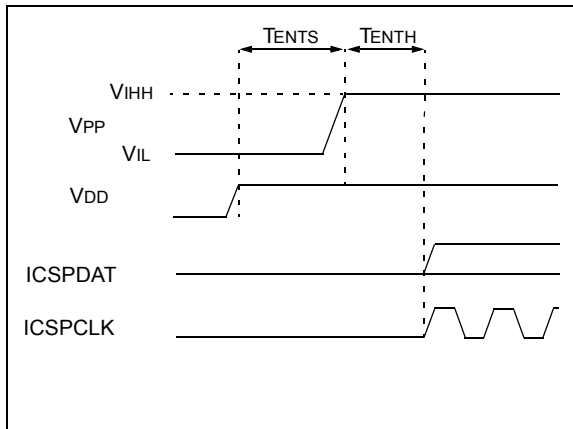 TENTS TENTH
VIHH
VPP
VIL
VDD
ICSPDAT
ICSPCLK